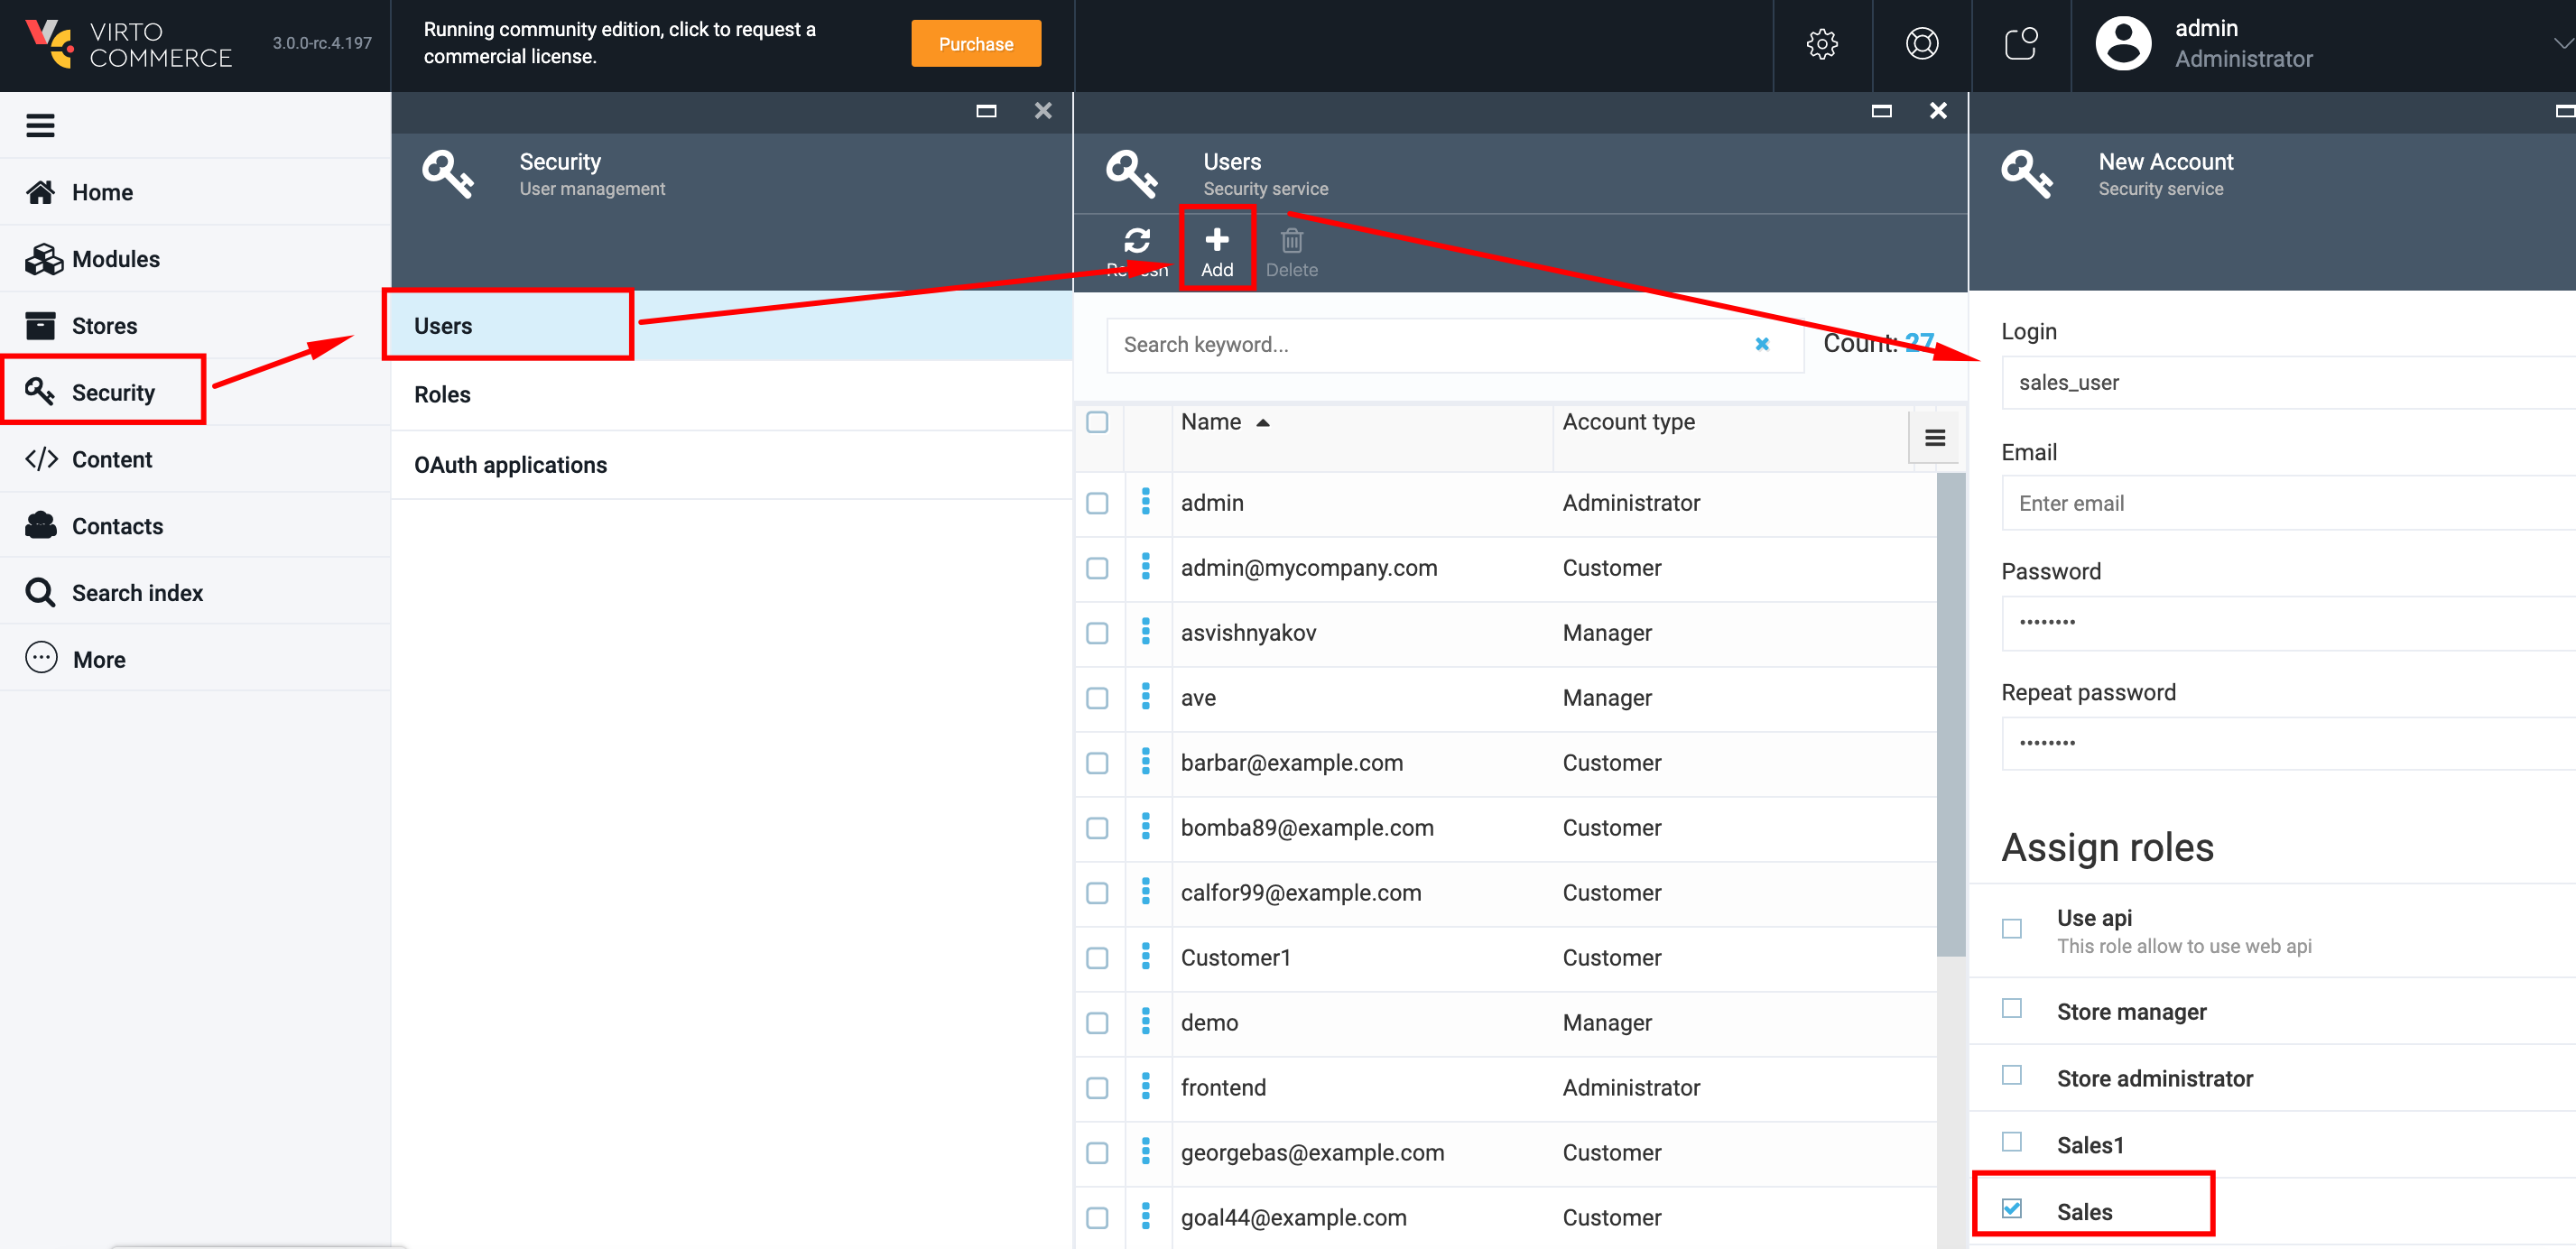 VIRTO
COMMERCE
3.0.0-rc.4.197
Running community edition, click to request a
commercial license.
Purchase
admin
Administrator
Home
Modules
Stores
Security
Content
Contacts
Search index
More
Security
User management
Users
Roles
OAuth applications
Users
Security service
Refresh
Add
Delete
Search keyword...
Count: 27
Name
Account type
admin Administrator
admin@mycompany.com Customer
asvishnyakov Manager
ave Manager
barbar@example.com Customer
bomba89@example.com Customer
calfor99@example.com Customer
Customer1 Customer
demo Manager
frontend Administrator
georgebas@example.com Customer
goal44@example.com Customer
New Account
Security service
Login
sales_user
Email
Enter email
Password
••••••••
Repeat password
••••••••
Assign roles
Use api
This role allow to use web api
Store manager
Store administrator
Sales1
Sales